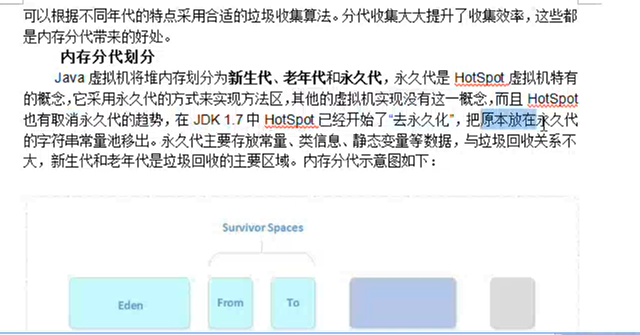 可以根据不同年代的特点采用合适的垃圾收集算法。分代收集大大提升了收集效率，这些都
是内存分代带来的好处。
内存分代划分
Java 虚拟机将堆内存划分为新生代、老年代和永久代，永久代是 HotSpot 虚拟机特有
的概念，它采用永久代的方式来实现方法区，其他的虚拟机实现没有这一概念，而且 HotSpot
也有取消永久代的趋势，在 JDK 1.7 中 HotSpot 已经开始了“去永久化”，把原本放在永久代
的字符串常量池移出。永久代主要存放常量、类信息、静态变量等数据，与垃圾回收关系不
大，新生代和老年代是垃圾回收的主要区域。内存分代示意图如下：
Survivor Spaces
Eden
From
To